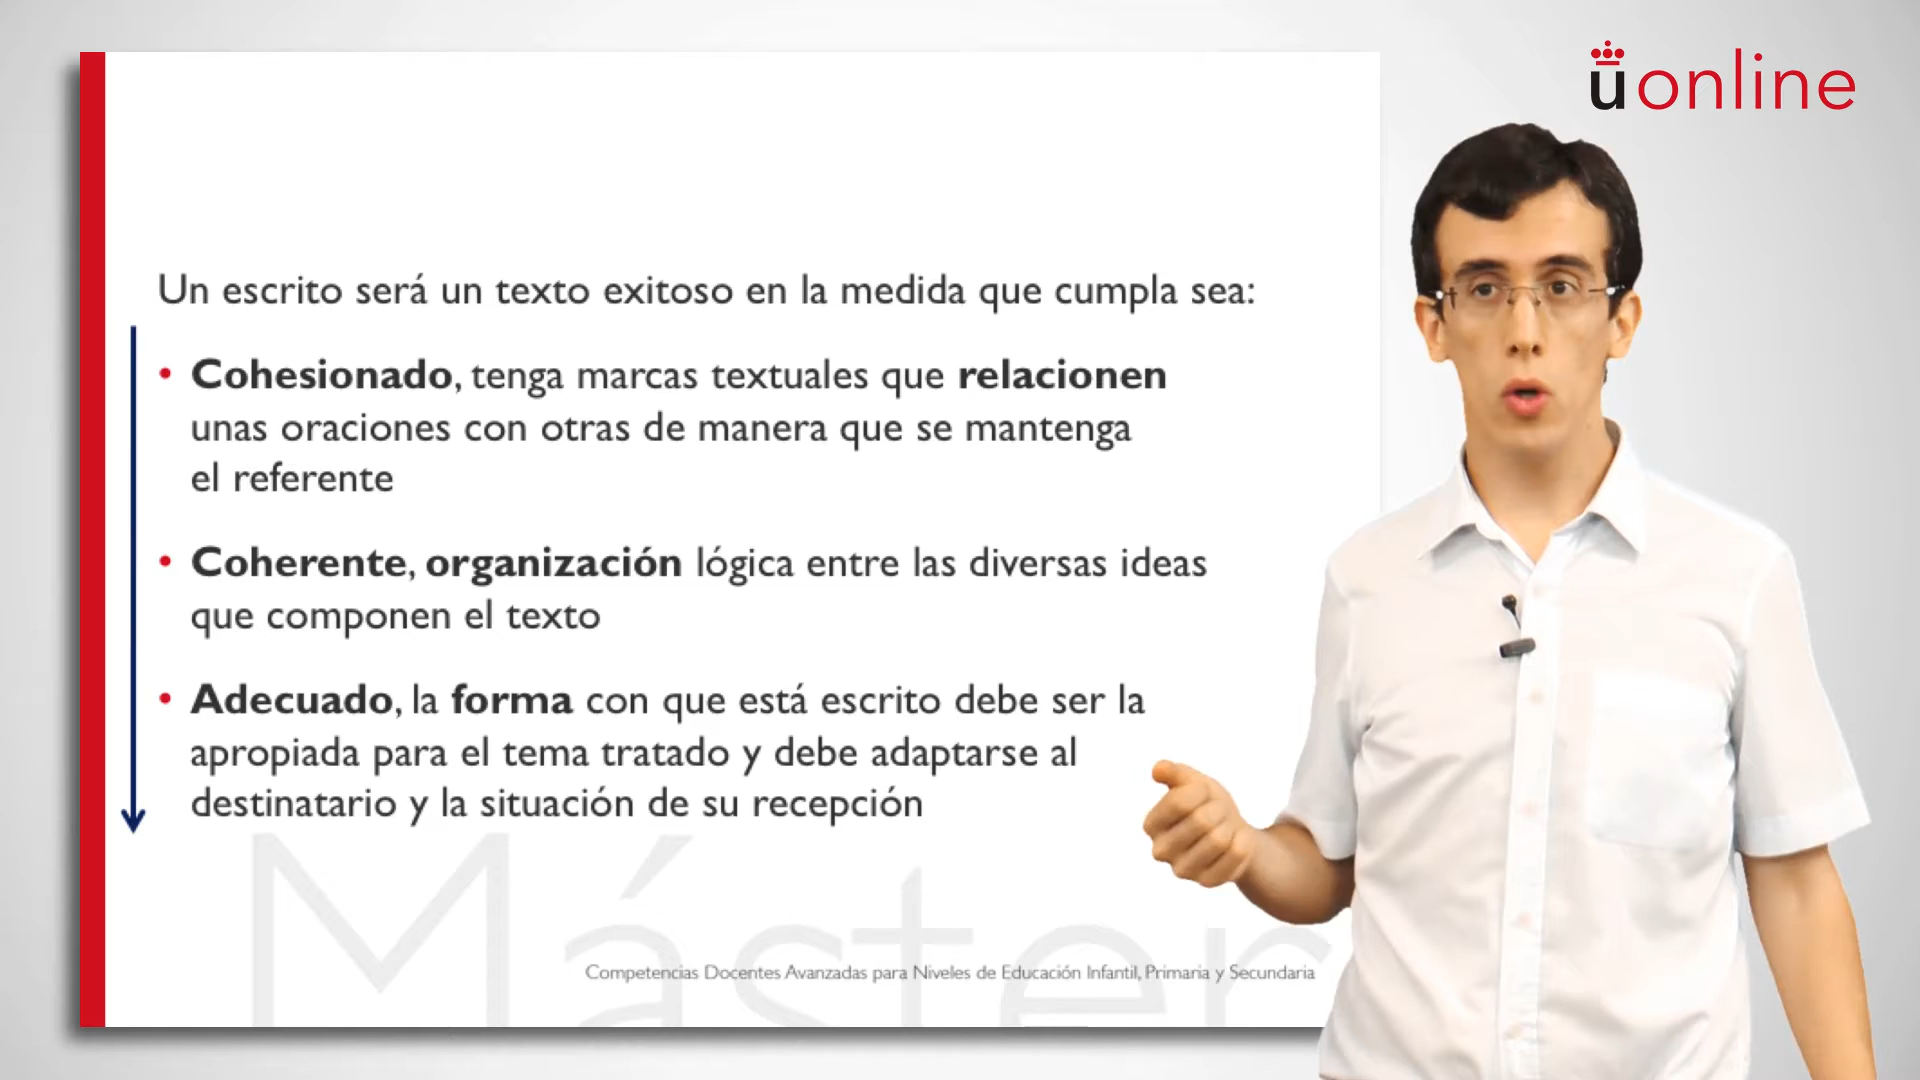 uonline
Un escrito será un texto exitoso en la medida que cumpla sea:
• Cohesionado, tenga marcas textuales que relacionen
unas oraciones con otras de manera que se mantenga
el referente
• Coherente, organización lógica entre las diversas ideas
que componen el texto
• Adecuado, la forma con que está escrito debe ser la
apropiada para el tema tratado y debe adaptarse al
destinatario y la situación de su recepción
Máster
Competencias Docentes Avanzadas para Niveles de Educación Infantil, Primaria y Secundaria